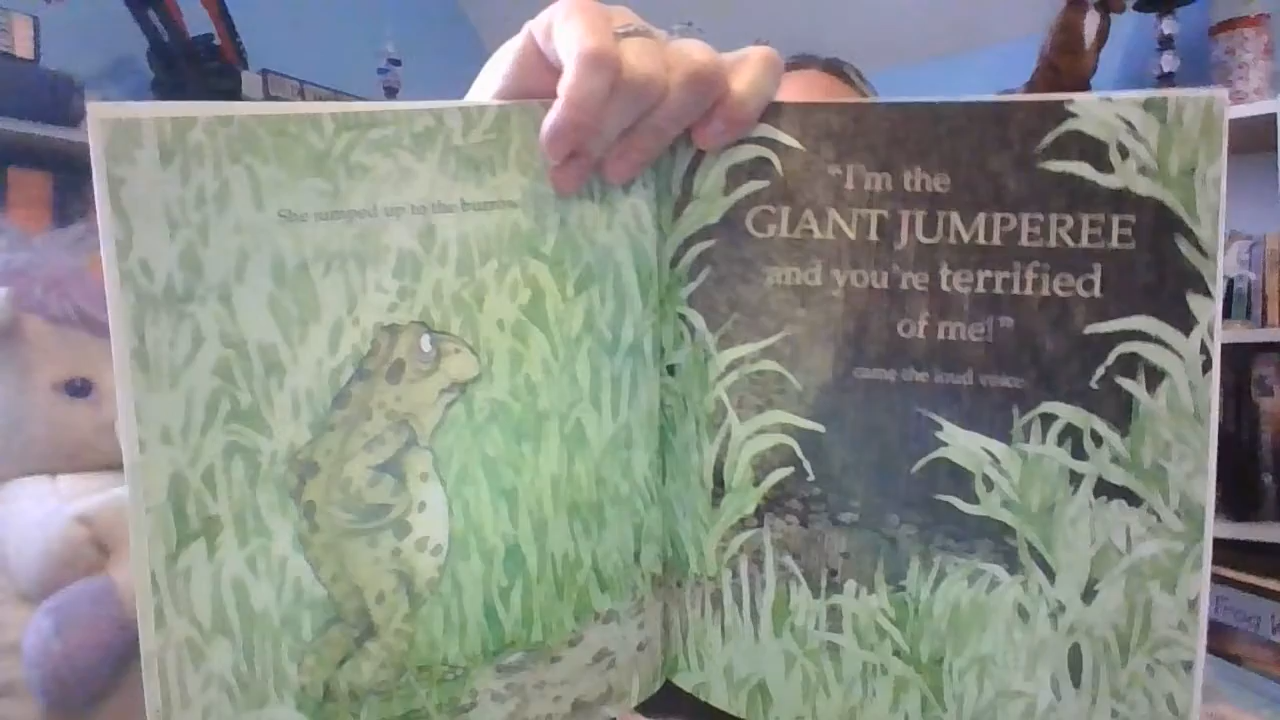 She jumped up to the burrow.
"I'm the
GIANT JUMPEREE
and you're terrified
of me!"
came the loud voice.